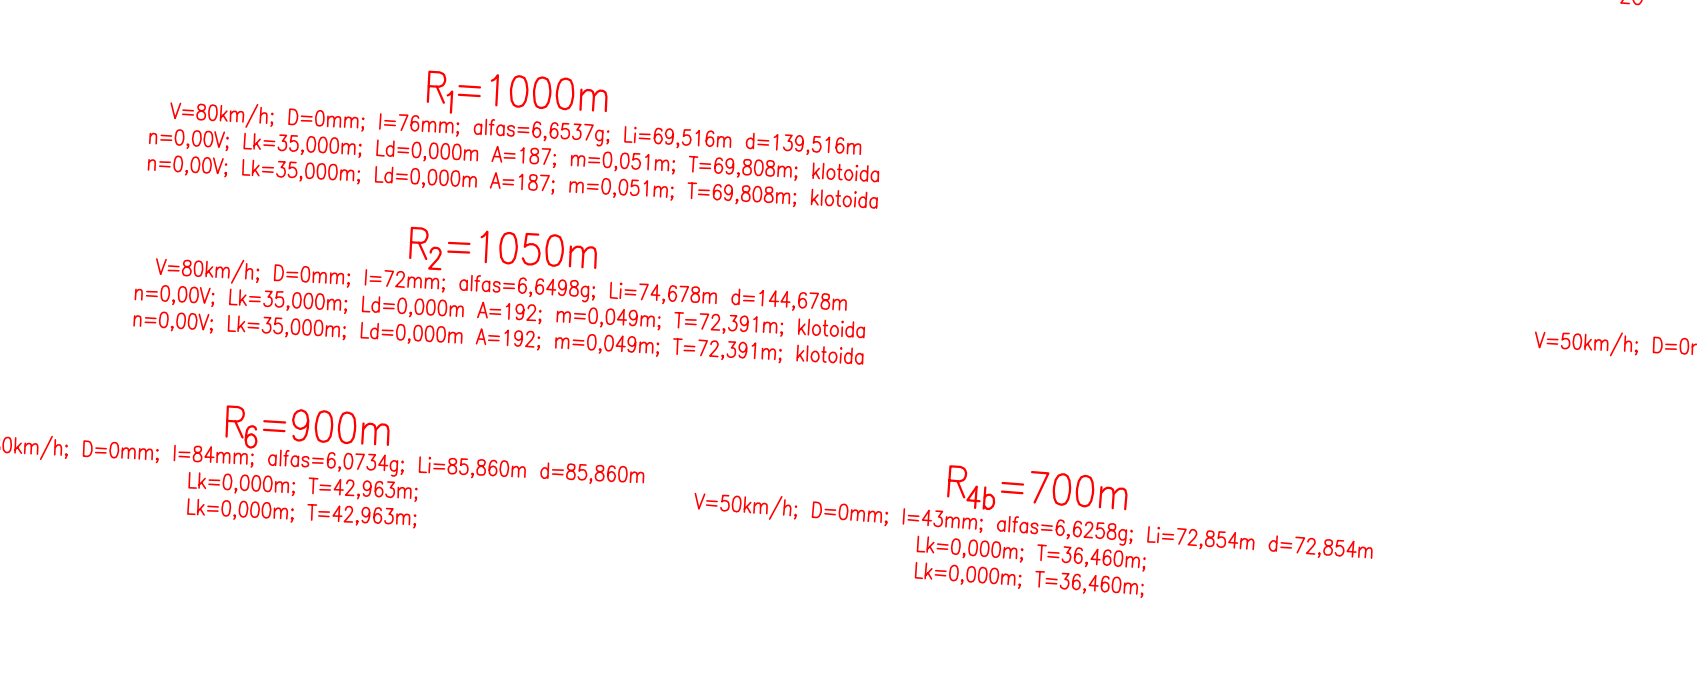 R1=1000m
V=80km/h; D=0mm; I=76mm; alfas=6,6537g; Li=69,516m d=139,516m
n=0,00V; Lk=35,000m; Ld=0,000m A=187; m=0,051m; T=69,808m; klotoida
n=0,00V; Lk=35,000m; Ld=0,000m A=187; m=0,051m; T=69,808m; klotoida
R2=1050m
V=80km/h; D=0mm; I=72mm; alfas=6,6498g; Li=74,678m d=144,678m
n=0,00V; Lk=35,000m; Ld=0,000m A=192; m=0,049m; T=72,391m; klotoida
n=0,00V; Lk=35,000m; Ld=0,000m A=192; m=0,049m; T=72,391m; klotoida
V=50km/h;
R6=900m
0km/h; D=0mm; I=84mm; alfas=6,0734g; Li=85,860m d=85,860m
Lk=0,000m; T=42,963m;
Lk=0,000m; T=42,963m;
R4b=700m
V=50km/h; D=0mm; I=43mm; alfas=6,6258g; Li=72,854m d=72,854m
Lk=0,000m; T=36,460m;
Lk=0,000m; T=36,460m;